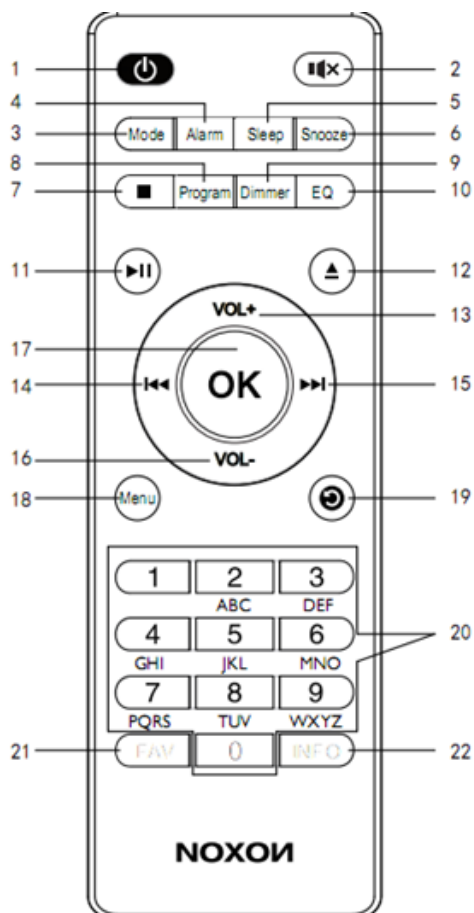 1 2
4 5
3 Mode Alarm Sleep Snooze 6
8 9
7 Program Dimmer EQ 10
11 12
VOL+ 13
17
14 OK 15
16 VOL-
18 Menu 19
1 2 3
ABC DEF
20
4 5 6
GHI JKL MNO
7 8 9
PQRS TUV WXYZ
21 FAV 0 INFO 22
NOXON